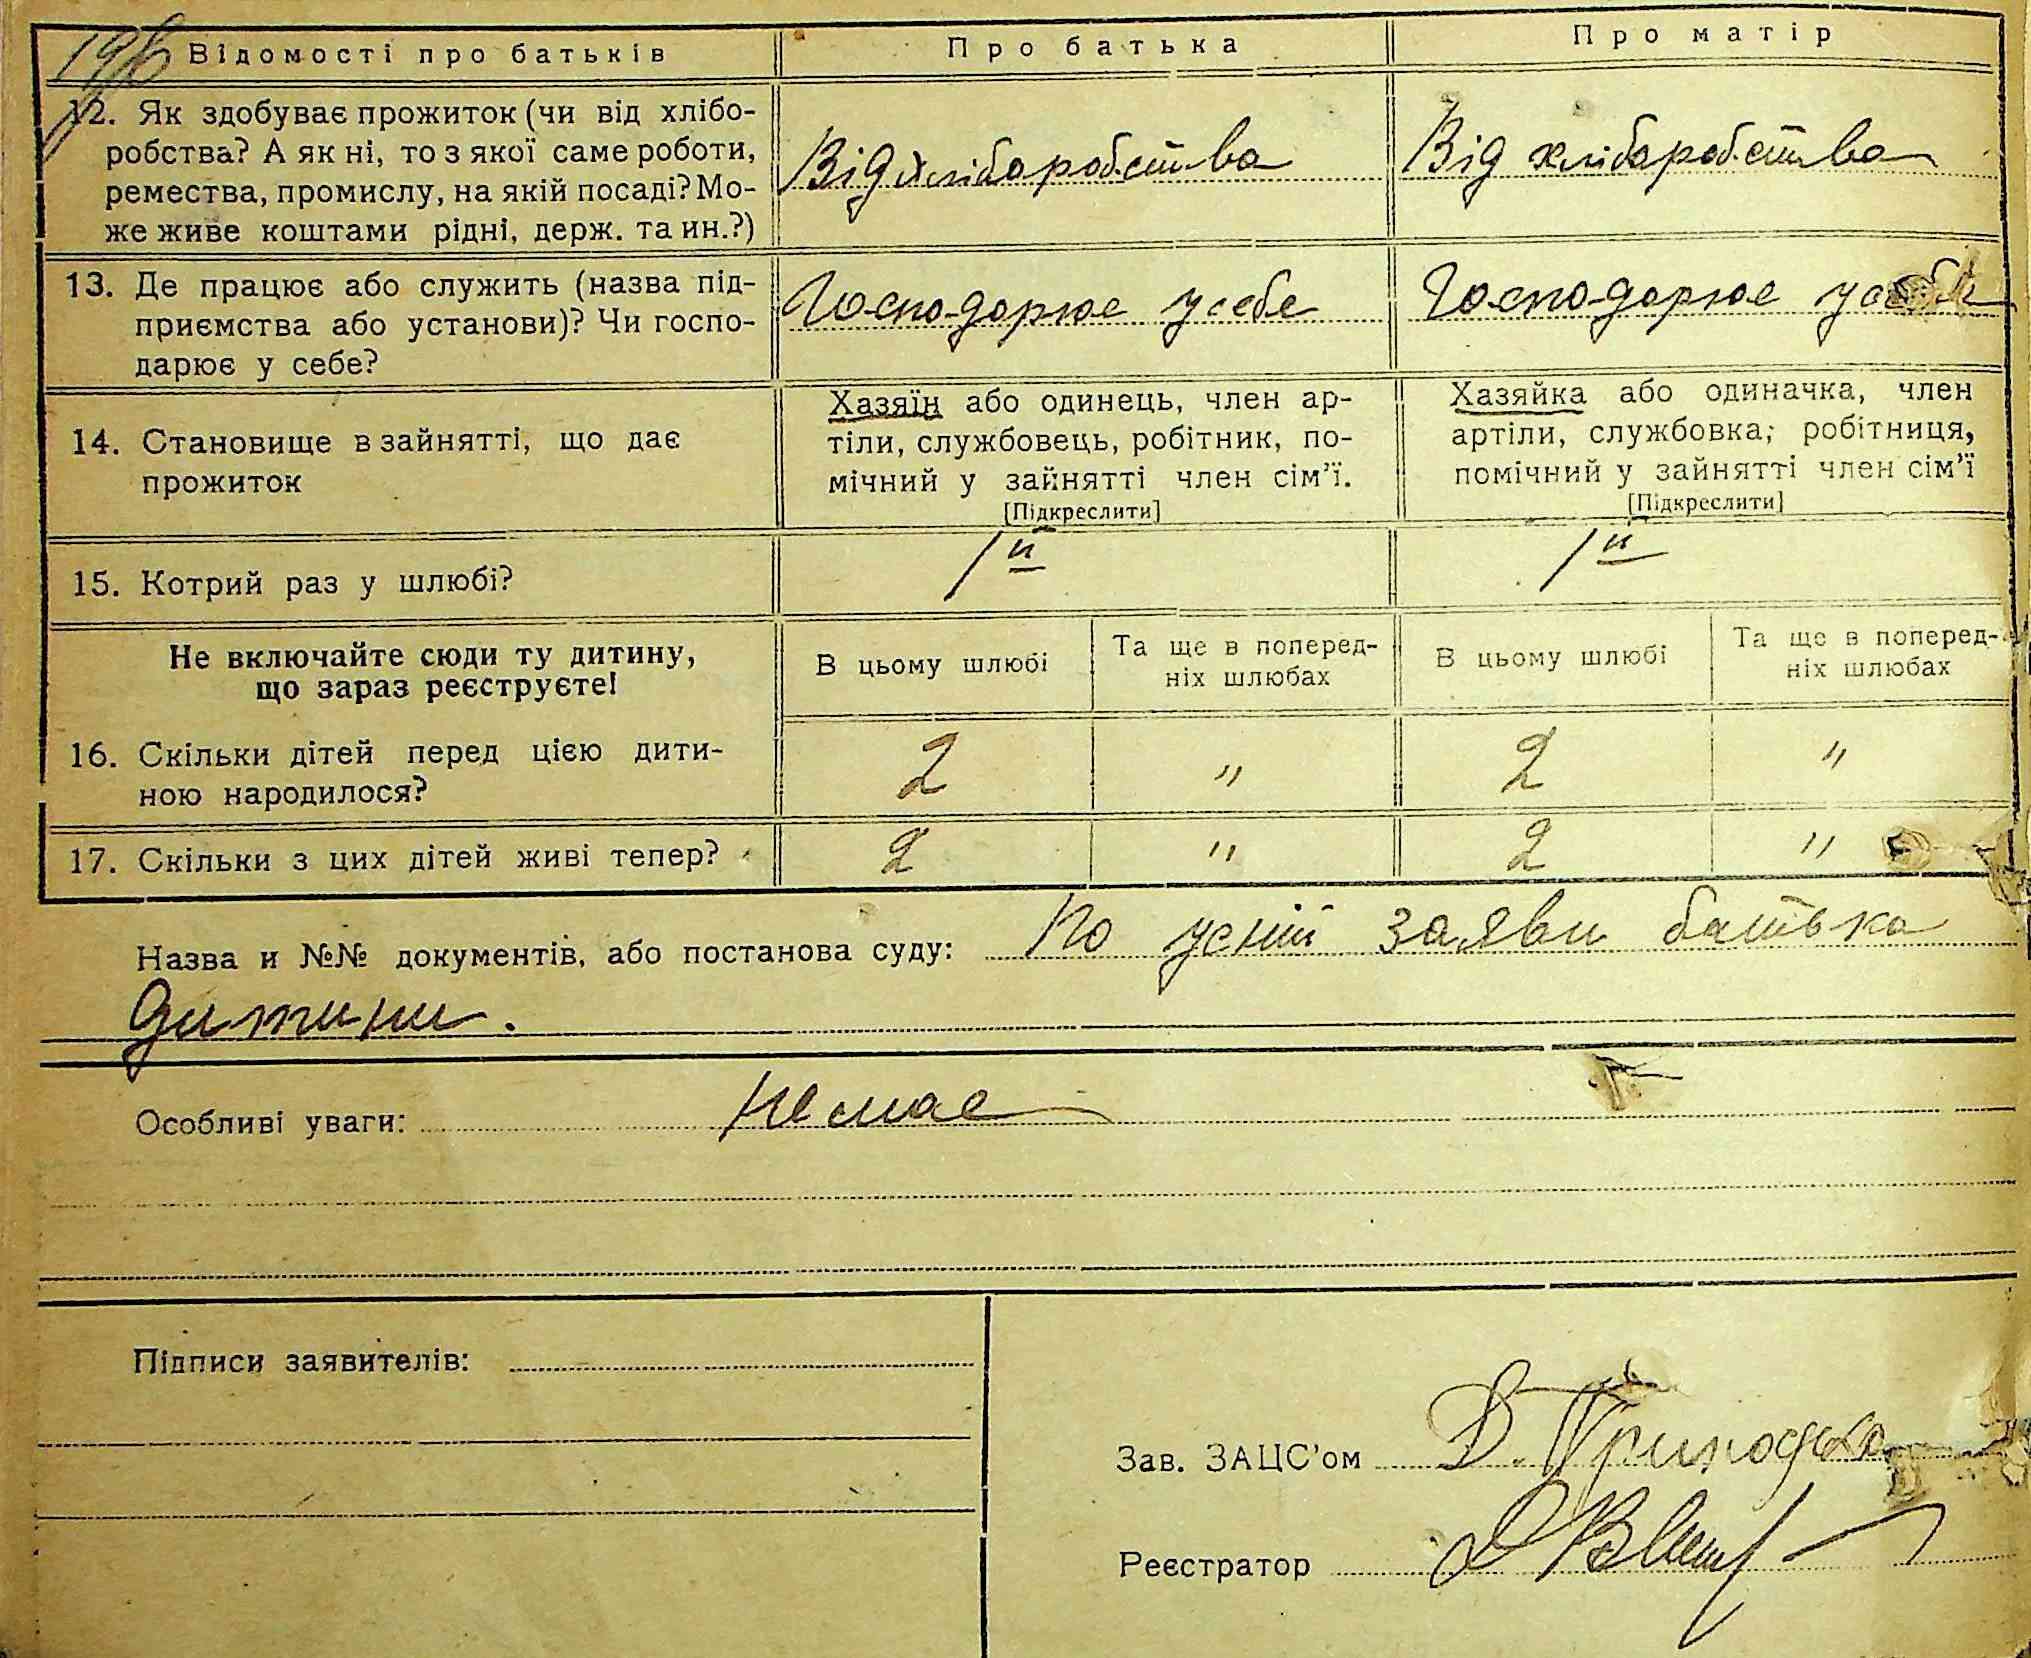 196
Відомості про батьків
Про батька
Про матір
12. Як здобуває прожиток (чи від хлібо-
робства? А як ні, то з якої саме роботи,
ремества, промислу, на якій посаді? Мо-
же живе коштами рідні, держ. та ин.?)
Від хліборобства
Від хліборобства
13. Де працює або служить (назва під-
приємства або установи)? Чи госпо-
дарює у себе?
Господорює у себе
Господорює у себе
14. Становище в зайнятті, що дає
прожиток
Хазяїн або одинець, член ар-
тіли, службовець, робітник, по-
мічний у зайнятті член сім’ї.
[Підкреслити]
Хазяйка або одиначка, член
артіли, службовка, робітниця,
помічний у зайнятті член сім’ї
[Підкреслити]
15. Котрий раз у шлюбі?
1й
1й
Не включайте сюди ту дитину,
що зараз реєструєте!
В цьому шлюбі
Та ще в поперед-
ніх шлюбах
В цьому шлюбі
Та ще в поперед-
ніх шлюбах
16. Скільки дітей перед цією дити-
ною народилося?
2 " 2 "
17. Скільки з цих дітей живі тепер?
2 " 2 "
Назва и №№ документів, або постанова суду: По усній заяви батька
дитини.
Особливі уваги: Немає
Підписи заявителів:
Зав. ЗАЦС’ом Д. Приходько
Реєстратор